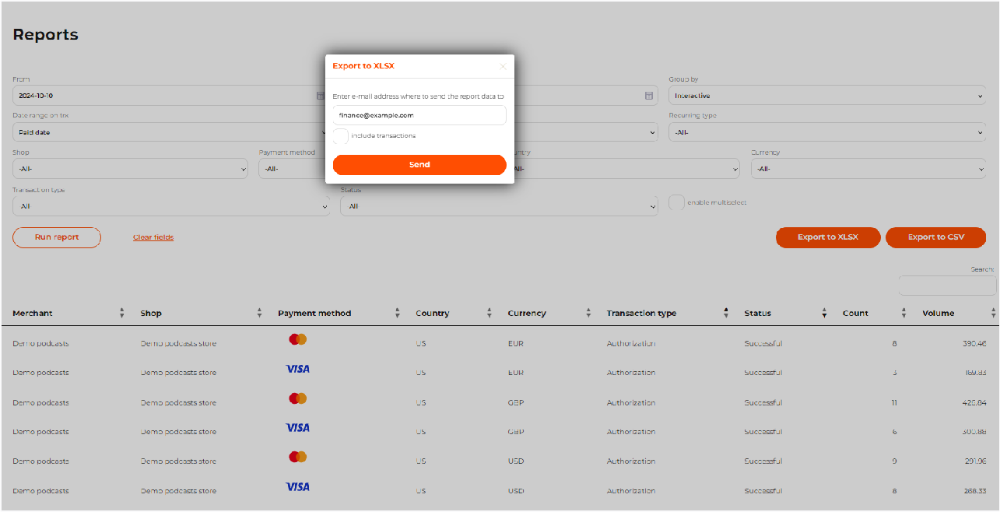 Reports
Export to XLSX
From
Group by
2024-10-10
Interactive
Enter e-mail address where to send the report data to
finance@example.com
Date range on trx
Recurring type
Paid date
-All-
include transactions
Shop
Payment method
Currency
-All-
-All-
-All-
Send
Transaction type
Status
enable multiselect
-All-
-All-
Run report
Clear fields
Export to XLSX
Export to CSV
Search:
Merchant Shop Payment method Country Currency Transaction type Status Count Volume
Demo podcasts Demo podcasts store US EUR Authorization Successful 8 390.46
Demo podcasts Demo podcasts store VISA US EUR Authorization Successful 3 169.83
Demo podcasts Demo podcasts store US GBP Authorization Successful 11 426.84
Demo podcasts Demo podcasts store VISA US GBP Authorization Successful 6 300.88
Demo podcasts Demo podcasts store US USD Authorization Successful 9 291.96
Demo podcasts Demo podcasts store VISA US USD Authorization Successful 8 268.33